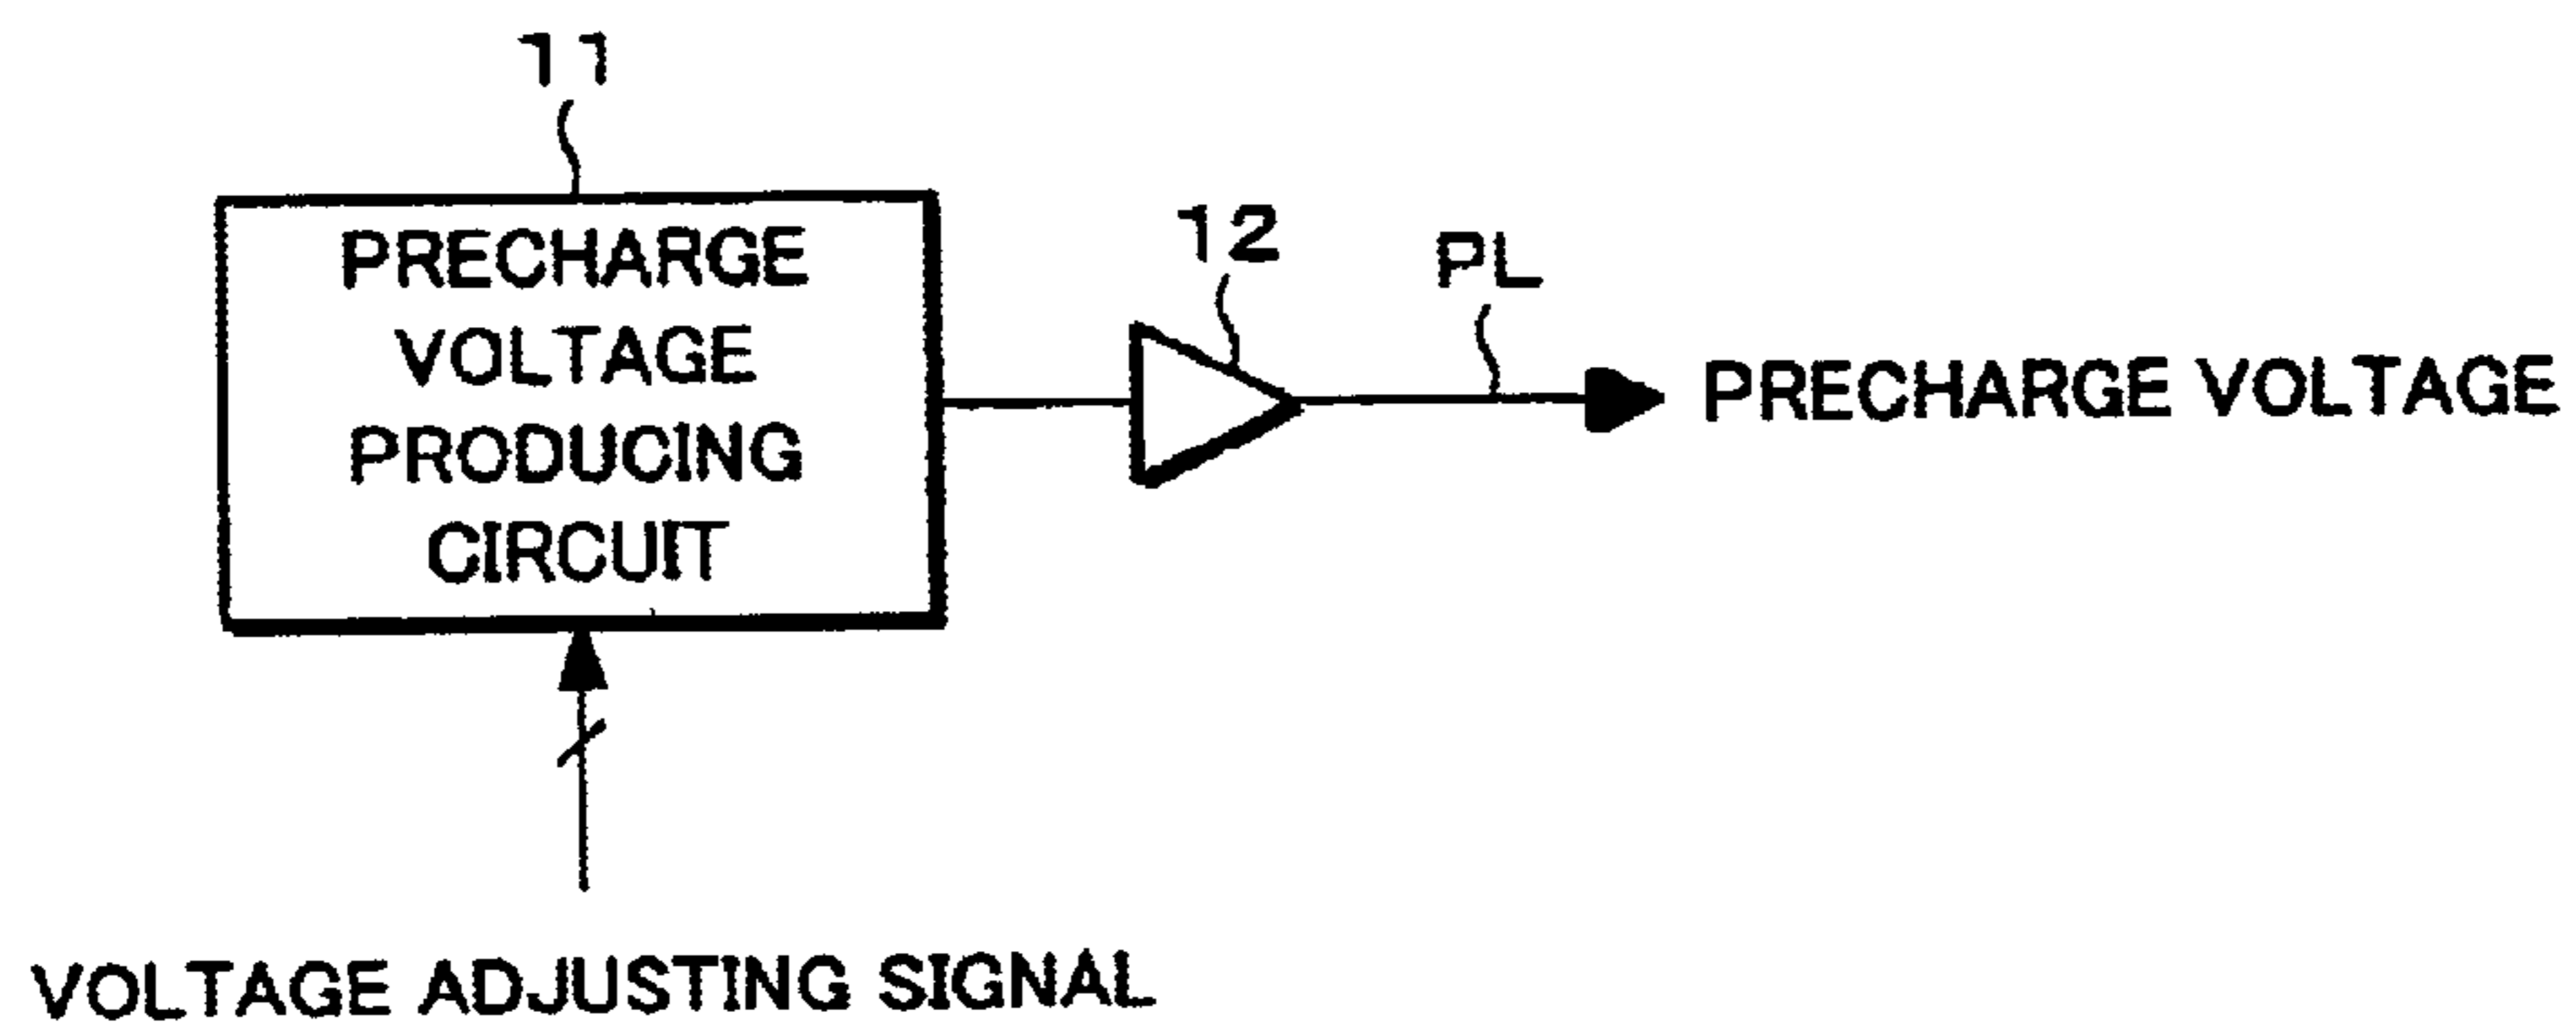 11
PRECHARGE
VOLTAGE
PRODUCING
CIRCUIT
12
PL
PRECHARGE VOLTAGE
VOLTAGE ADJUSTING SIGNAL